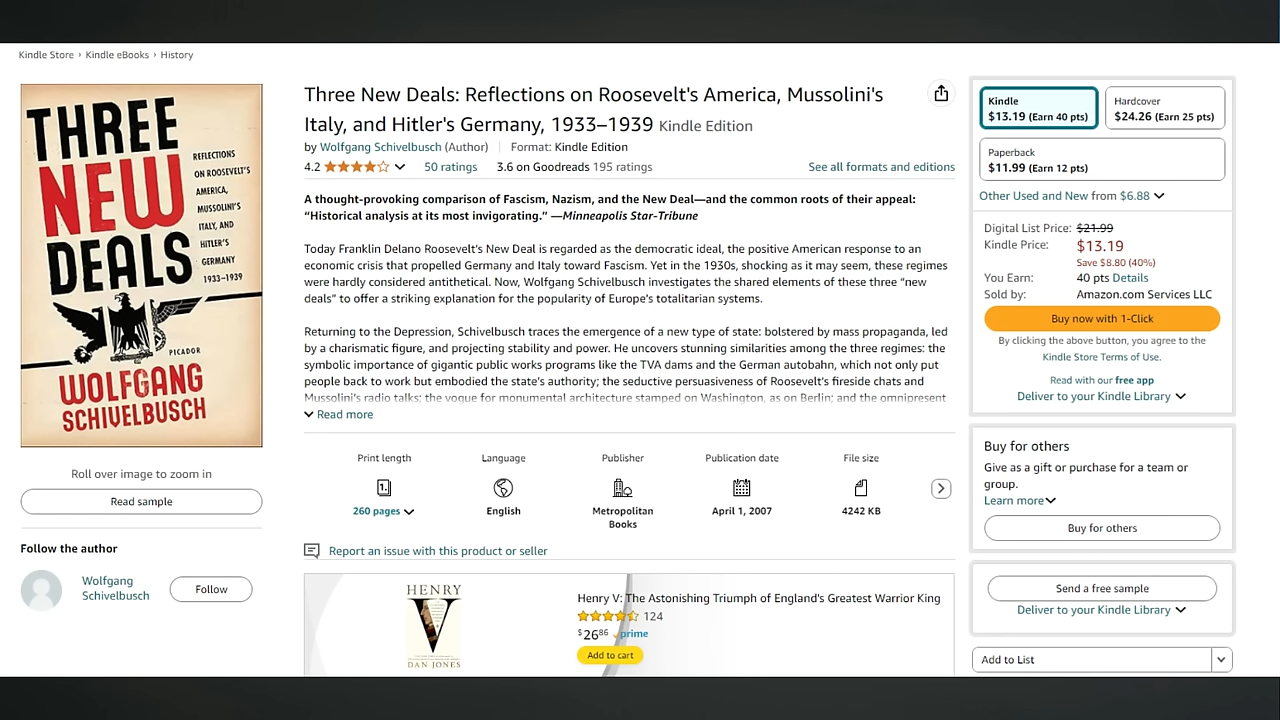 Kindle Store › Kindle eBooks › History
THREE
NEW
DEALS
REFLECTIONS
ON ROOSEVELT'S
AMERICA,
MUSSOLINI'S
ITALY, AND
HITLER'S
GERMANY
1933–1939
PICADOR
WOLFGANG
SCHIVELBUSCH
Roll over image to zoom in
Read sample
Follow the author
Wolfgang
Schivelbusch
Follow
Three New Deals: Reflections on Roosevelt's America, Mussolini's
Italy, and Hitler's Germany, 1933–1939 Kindle Edition
by Wolfgang Schivelbusch (Author) Format: Kindle Edition
4.2 50 ratings 3.6 on Goodreads 195 ratings See all formats and editions
A thought-provoking comparison of Fascism, Nazism, and the New Deal—and the common roots of their appeal:
“Historical analysis at its most invigorating.” —Minneapolis Star-Tribune
Today Franklin Delano Roosevelt's New Deal is regarded as the democratic ideal, the positive American response to an
economic crisis that propelled Germany and Italy toward Fascism. Yet in the 1930s, shocking as it may seem, these regimes
were hardly considered antithetical. Now, Wolfgang Schivelbusch investigates the shared elements of these three “new
deals” to offer a striking explanation for the popularity of Europe's totalitarian systems.
Returning to the Depression, Schivelbusch traces the emergence of a new type of state: bolstered by mass propaganda, led
by a charismatic figure, and projecting stability and power. He uncovers stunning similarities among the three regimes: the
symbolic importance of gigantic public works programs like the TVA dams and the German autobahn, which not only put
people back to work but embodied the state's authority; the seductive persuasiveness of Roosevelt's fireside chats and
Mussolini's radio talks; the vogue for monumental architecture stamped on Washington, as on Berlin; and the omnipresent
Read more
Print length
260 pages
Language
English
Publisher
Metropolitan
Books
Publication date
April 1, 2007
File size
4242 KB
Report an issue with this product or seller
HENRY
V
DAN JONES
Henry V: The Astonishing Triumph of England's Greatest Warrior King
124
$2686 prime
Add to cart
Kindle
$13.19 (Earn 40 pts)
Hardcover
$24.26 (Earn 25 pts)
Paperback
$11.99 (Earn 12 pts)
Other Used and New from $6.88
Digital List Price: $21.99
Kindle Price: $13.19
Save $8.80 (40%)
You Earn: 40 pts Details
Sold by: Amazon.com Services LLC
Buy now with 1-Click
By clicking the above button, you agree to the
Kindle Store Terms of Use.
Read with our free app
Deliver to your Kindle Library
Buy for others
Give as a gift or purchase for a team or
group.
Learn more
Buy for others
Send a free sample
Deliver to your Kindle Library
Add to List